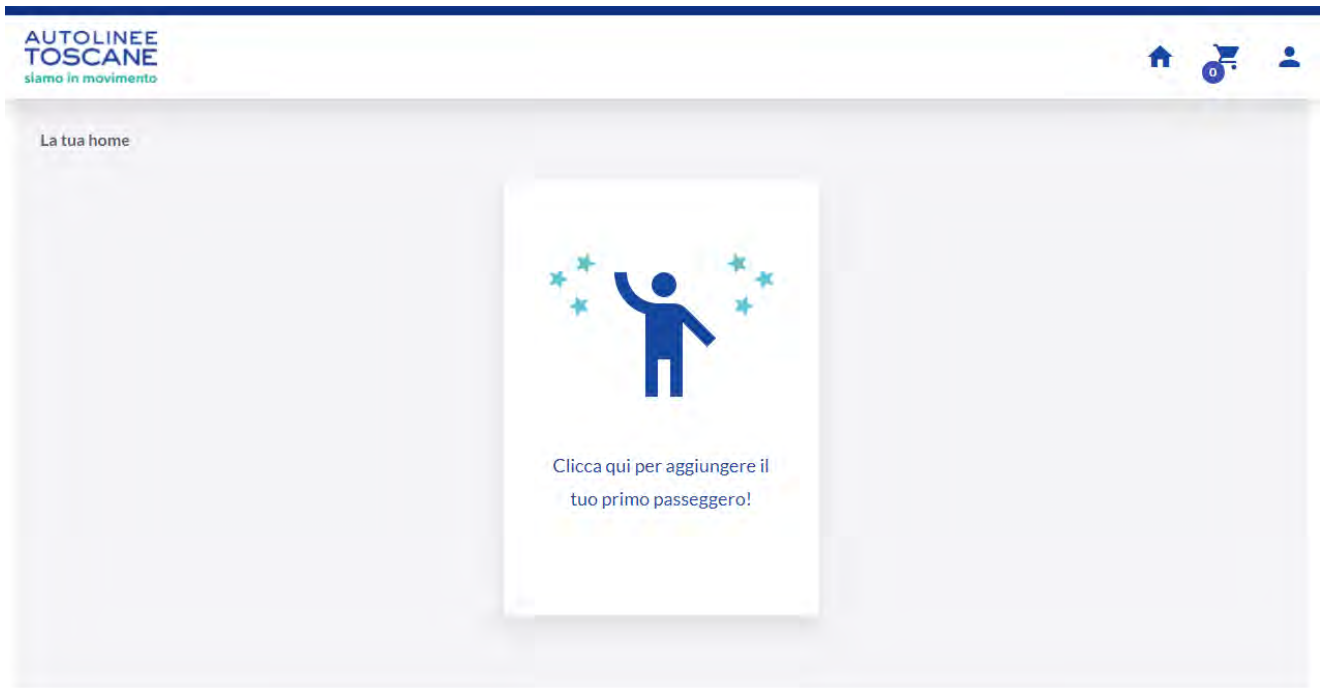 AUTOLINEE
TOSCANE
siamo in movimento
0
La tua home
Clicca qui per aggiungere il
tuo primo passeggero!